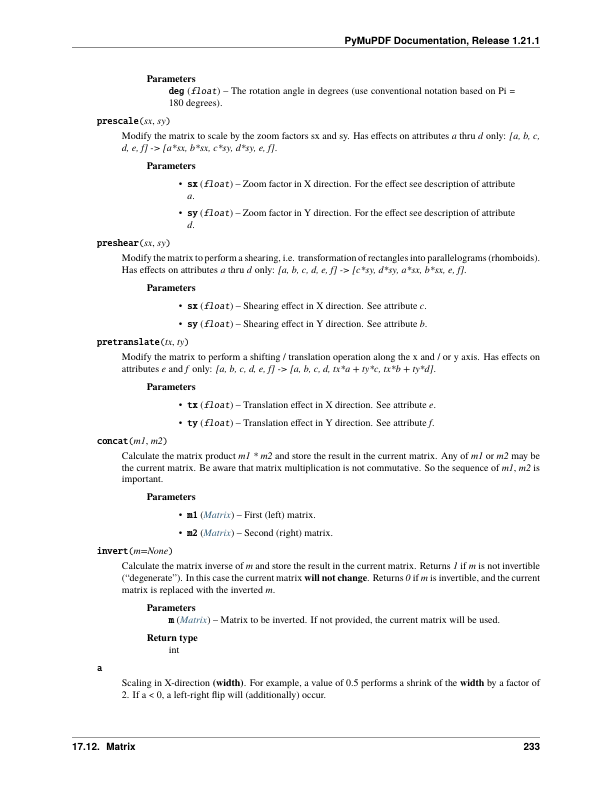 PyMuPDF Documentation, Release 1.21.1
Parameters
deg (float) – The rotation angle in degrees (use conventional notation based on Pi =
180 degrees).
prescale(sx, sy)
Modify the matrix to scale by the zoom factors sx and sy. Has effects on attributes a thru d only: [a, b, c,
d, e, f] -> [a*sx, b*sx, c*sy, d*sy, e, f].
Parameters
• sx (float) – Zoom factor in X direction. For the effect see description of attribute
a.
• sy (float) – Zoom factor in Y direction. For the effect see description of attribute
d.
preshear(sx, sy)
Modify the matrix to perform a shearing, i.e. transformation of rectangles into parallelograms (rhomboids).
Has effects on attributes a thru d only: [a, b, c, d, e, f] -> [c*sy, d*sy, a*sx, b*sx, e, f].
Parameters
• sx (float) – Shearing effect in X direction. See attribute c.
• sy (float) – Shearing effect in Y direction. See attribute b.
pretranslate(tx, ty)
Modify the matrix to perform a shifting / translation operation along the x and / or y axis. Has effects on
attributes e and f only: [a, b, c, d, e, f] -> [a, b, c, d, tx*a + ty*c, tx*b + ty*d].
Parameters
• tx (float) – Translation effect in X direction. See attribute e.
• ty (float) – Translation effect in Y direction. See attribute f.
concat(m1, m2)
Calculate the matrix product m1 * m2 and store the result in the current matrix. Any of m1 or m2 may be
the current matrix. Be aware that matrix multiplication is not commutative. So the sequence of m1, m2 is
important.
Parameters
• m1 (Matrix) – First (left) matrix.
• m2 (Matrix) – Second (right) matrix.
invert(m=None)
Calculate the matrix inverse of m and store the result in the current matrix. Returns 1 if m is not invertible
(“degenerate”). In this case the current matrix will not change. Returns 0 if m is invertible, and the current
matrix is replaced with the inverted m.
Parameters
m (Matrix) – Matrix to be inverted. If not provided, the current matrix will be used.
Return type
int
a
Scaling in X-direction (width). For example, a value of 0.5 performs a shrink of the width by a factor of
2. If a < 0, a left-right flip will (additionally) occur.
17.12. Matrix
233